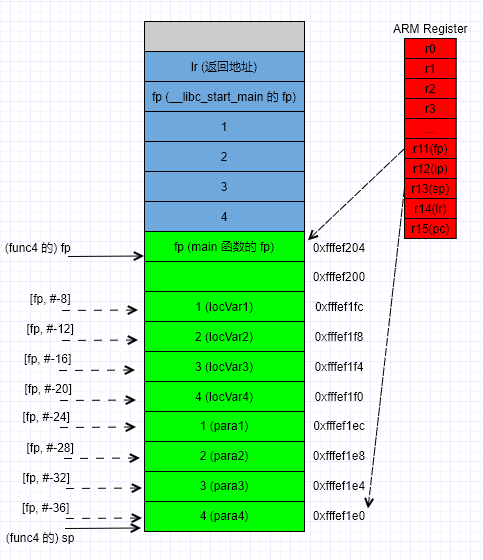 ARM Register
r0
r1
r2
r3
...
r11(fp)
r12(ip)
r13(sp)
r14(lr)
r15(pc)
lr (返回地址)
fp (__libc_start_main 的 fp)
1
2
3
4
(func4 的) fp
fp (main 函数的 fp)
0xfffef204
0xfffef200
[fp, #-8]
1 (locVar1)
0xfffef1fc
[fp, #-12]
2 (locVar2)
0xfffef1f8
[fp, #-16]
3 (locVar3)
0xfffef1f4
[fp, #-20]
4 (locVar4)
0xfffef1f0
[fp, #-24]
1 (para1)
0xfffef1ec
[fp, #-28]
2 (para2)
0xfffef1e8
[fp, #-32]
3 (para3)
0xfffef1e4
[fp, #-36]
4 (para4)
0xfffef1e0
(func4 的) sp